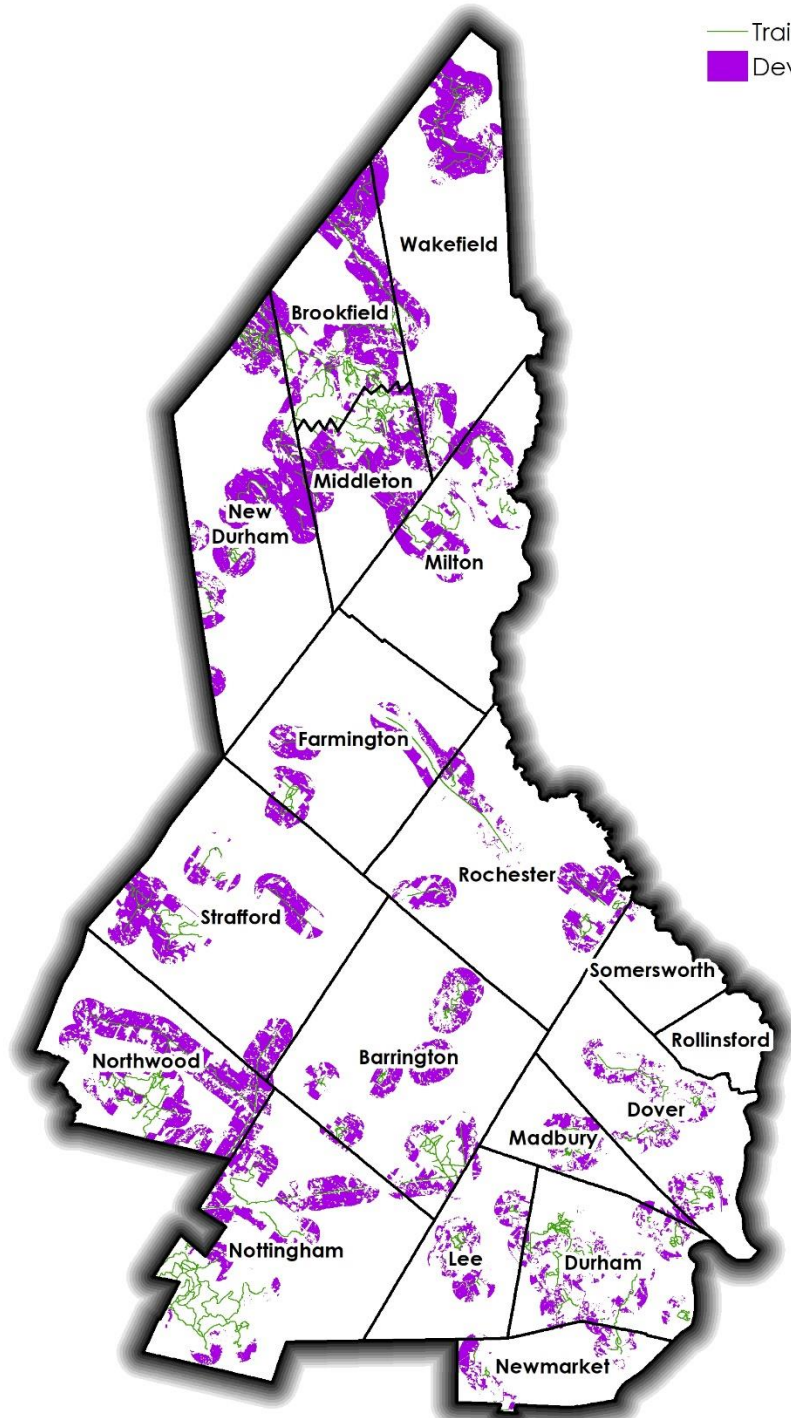 Trai
Dev
Wakefield
Brookfield
Middleton
New
Durham
Milton
Farmington
Rochester
Strafford
Somersworth
Rollinsford
Northwood
Barrington
Dover
Madbury
Nottingham
Lee
Durham
Newmarket